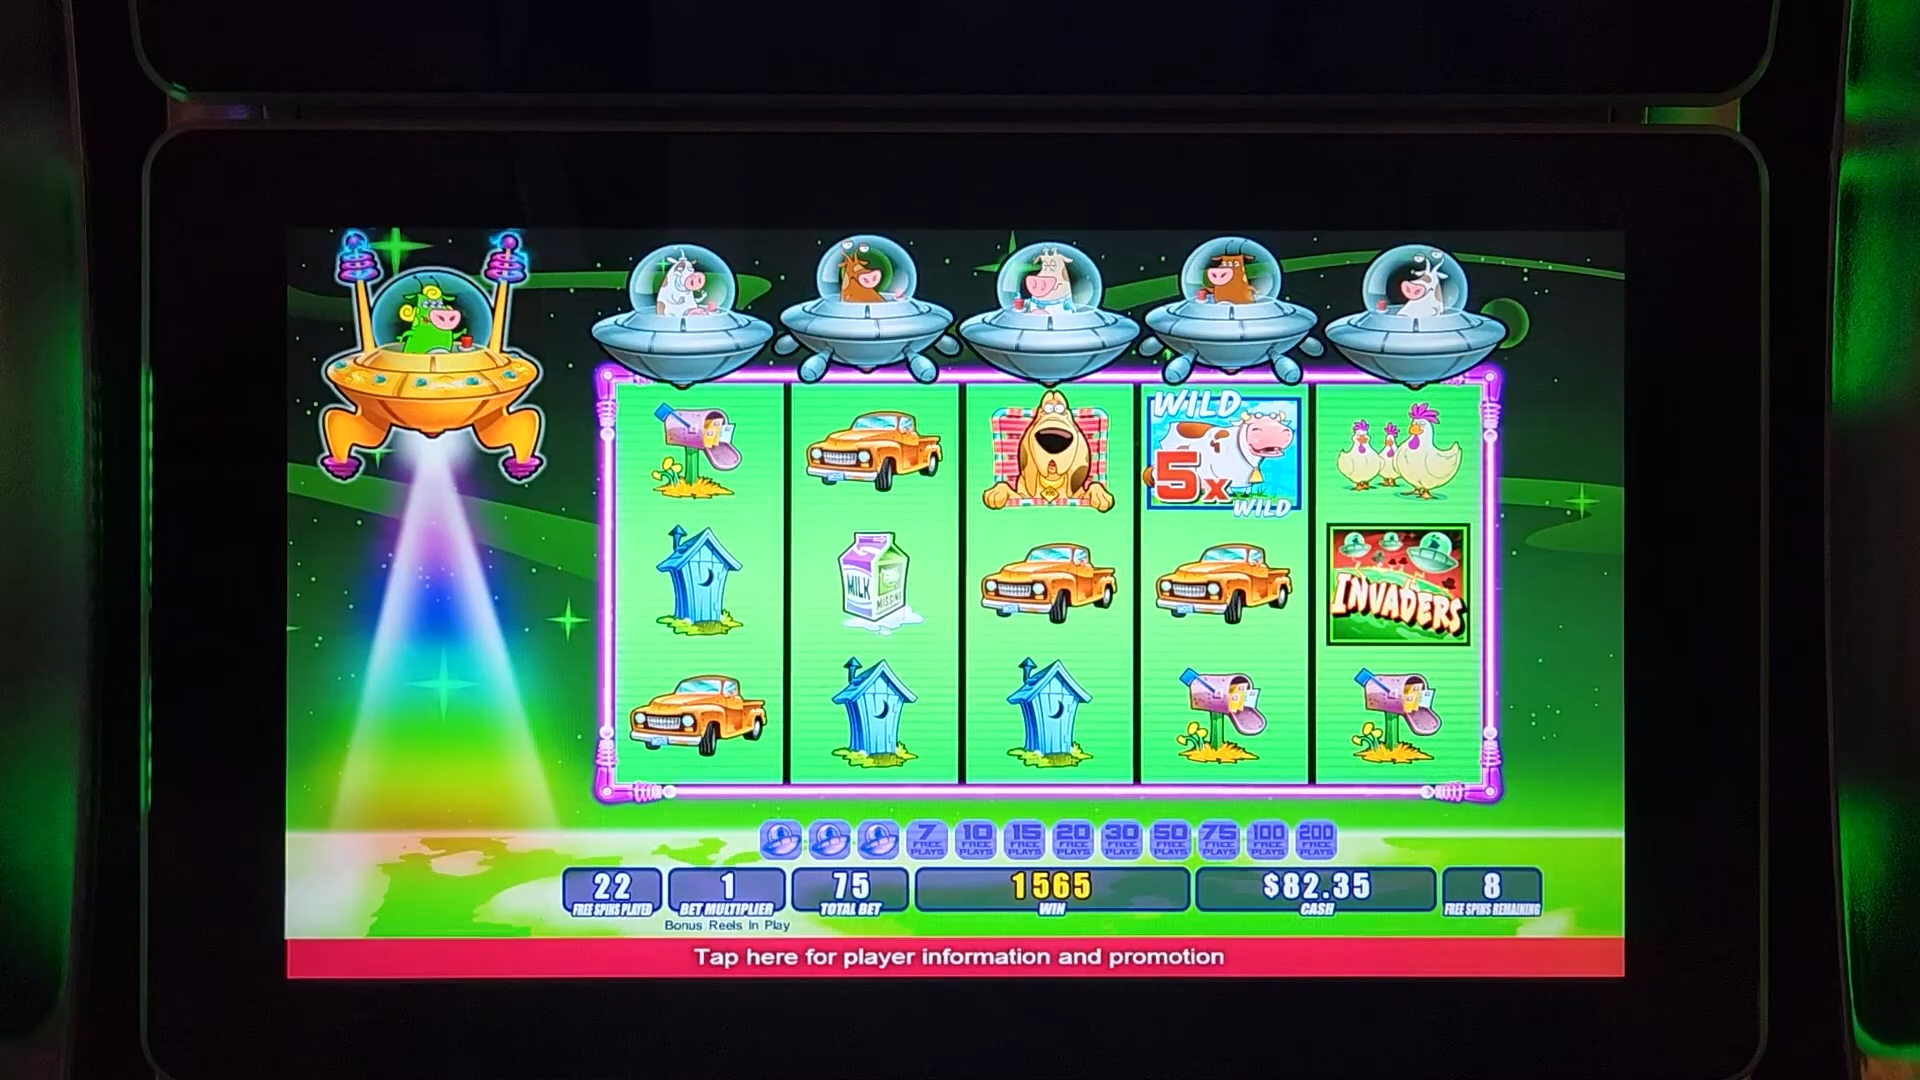 WILD
5x
WILD
MILK
MISSING
INVADERS
7 FREE PLAYS
10 FREE PLAYS
15 FREE PLAYS
20 FREE PLAYS
30 FREE PLAYS
50 FREE PLAYS
75 FREE PLAYS
100 FREE PLAYS
200 FREE PLAYS
22
FREE SPINS PLAYED
1
BET MULTIPLIER
75
TOTAL BET
1565
WIN
$82.35
CASH
8
FREE SPINS REMAINING
Bonus Reels In Play
Tap here for player information and promotion